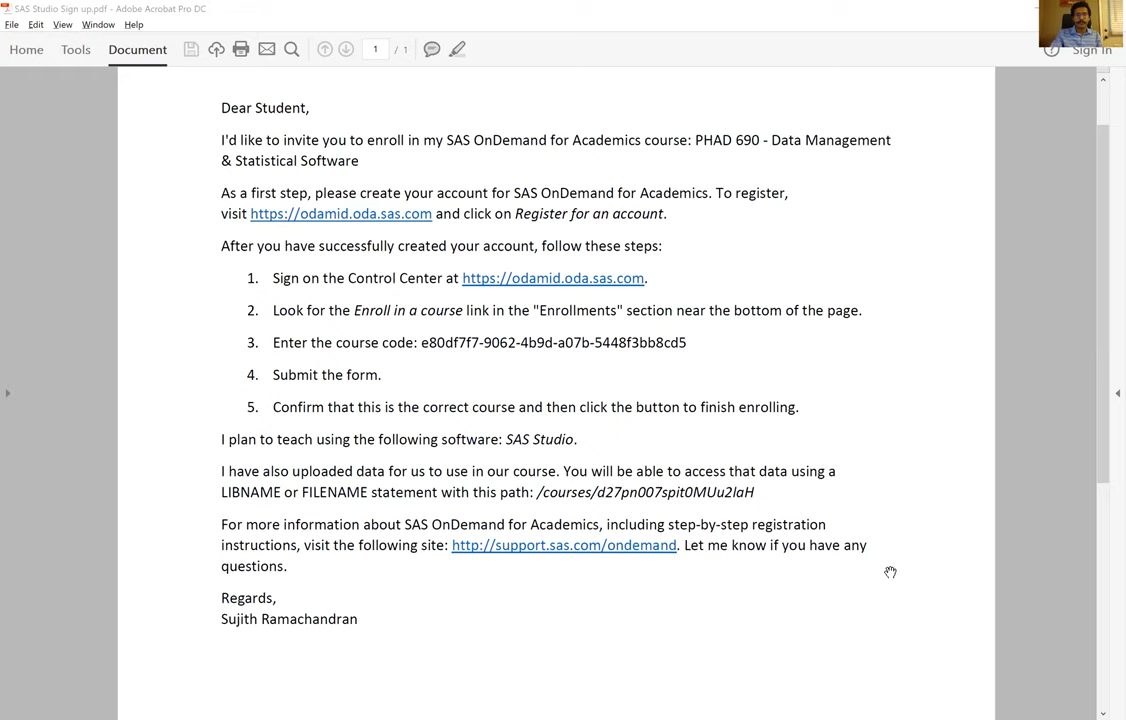 SAS Studio Sign up.pdf - Adobe Acrobat Pro DC
File Edit View Window Help
Home Tools Document 1 / 1 Sign In
Dear Student,
I'd like to invite you to enroll in my SAS OnDemand for Academics course: PHAD 690 - Data Management
& Statistical Software
As a first step, please create your account for SAS OnDemand for Academics. To register,
visit https://odamid.oda.sas.com and click on Register for an account.
After you have successfully created your account, follow these steps:
1. Sign on the Control Center at https://odamid.oda.sas.com.
2. Look for the Enroll in a course link in the "Enrollments" section near the bottom of the page.
3. Enter the course code: e80df7f7-9062-4b9d-a07b-5448f3bb8cd5
4. Submit the form.
5. Confirm that this is the correct course and then click the button to finish enrolling.
I plan to teach using the following software: SAS Studio.
I have also uploaded data for us to use in our course. You will be able to access that data using a
LIBNAME or FILENAME statement with this path: /courses/d27pn007spit0MUu2IaH
For more information about SAS OnDemand for Academics, including step-by-step registration
instructions, visit the following site: http://support.sas.com/ondemand. Let me know if you have any
questions.
Regards,
Sujith Ramachandran